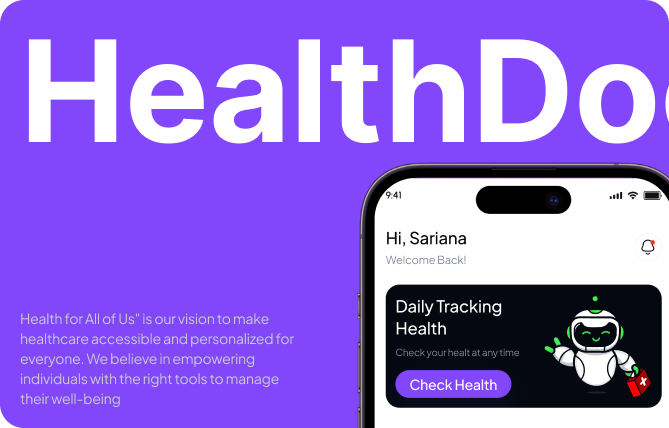 HealthDo
9:41
Hi, Sariana
Welcome Back!
Daily Tracking
Health
Check your healt at any time
Check Health
Health for All of Us" is our vision to make
healthcare accessible and personalized for
everyone. We believe in empowering
individuals with the right tools to manage
their well-being